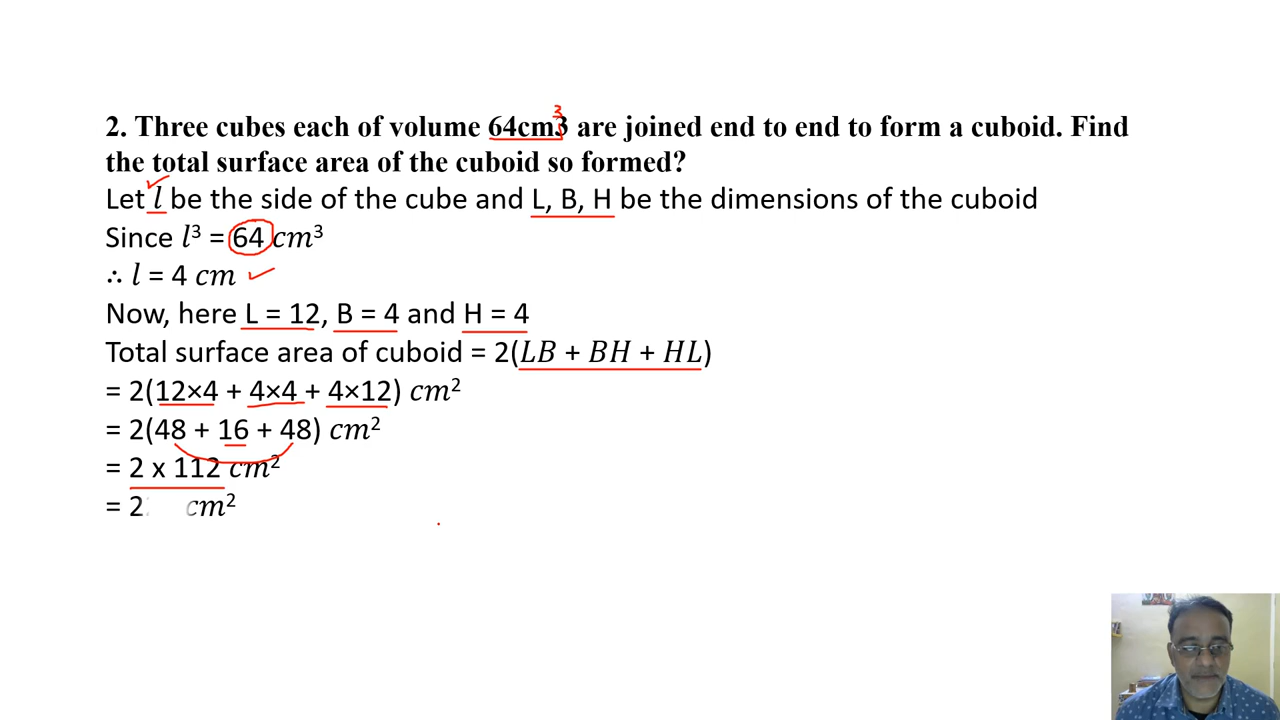 2. Three cubes each of volume 64cm3 are joined end to end to form a cuboid. Find
the total surface area of the cuboid so formed?
Let l be the side of the cube and L, B, H be the dimensions of the cuboid
Since l³ = 64 cm³
∴ l = 4 cm
Now, here L = 12, B = 4 and H = 4
Total surface area of cuboid = 2(LB + BH + HL)
= 2(12×4 + 4×4 + 4×12) cm²
= 2(48 + 16 + 48) cm²
= 2 x 112 cm²
= 2 cm²